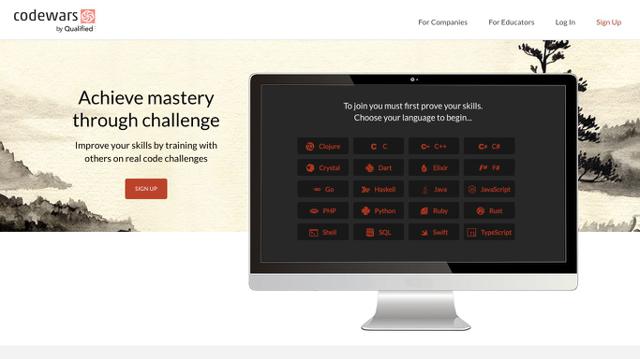 codewars
by Qualified
For Companies
For Educators
Log In
Sign Up
Achieve mastery
through challenge
Improve your skills by training with
others on real code challenges
SIGN UP
To join you must first prove your skills.
Choose your language to begin...
Clojure C C++ C#
Crystal Dart Elixir F#
Go Haskell Java JavaScript
PHP Python Ruby Rust
Shell SQL Swift TypeScript